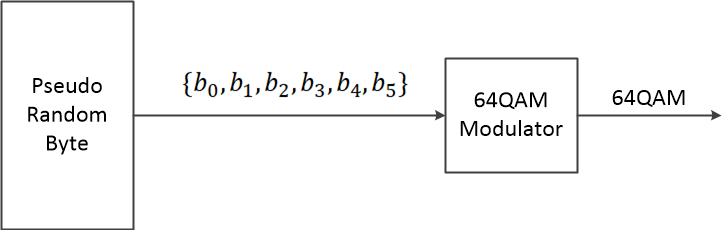 Pseudo
Random
Byte
{b₀, b₁, b₂, b₃, b₄, b₅}
64QAM
Modulator
64QAM